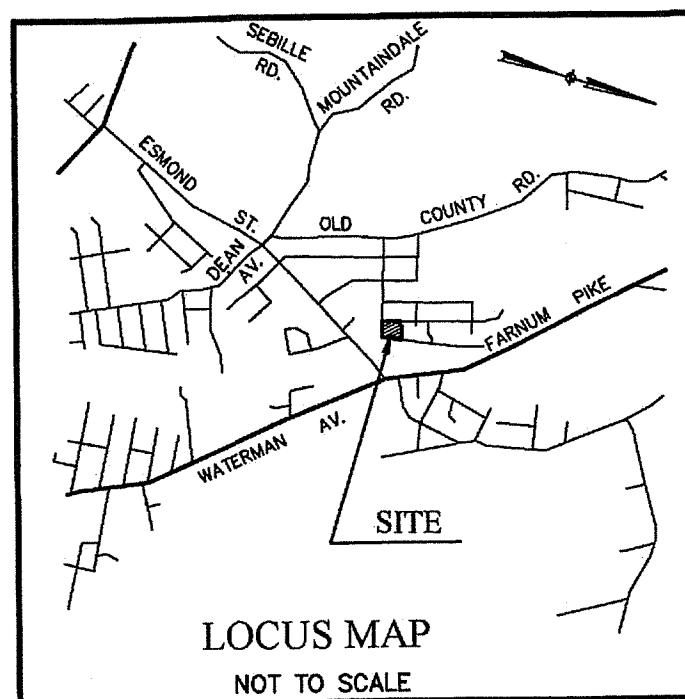 SEBILLE
RD.
MOUNTAINDALE
RD.
ESMOND
ST.
OLD
COUNTY
RD.
DEAN
AV.
FARNUM
PIKE
WATERMAN
AV.
SITE
LOCUS MAP
NOT TO SCALE